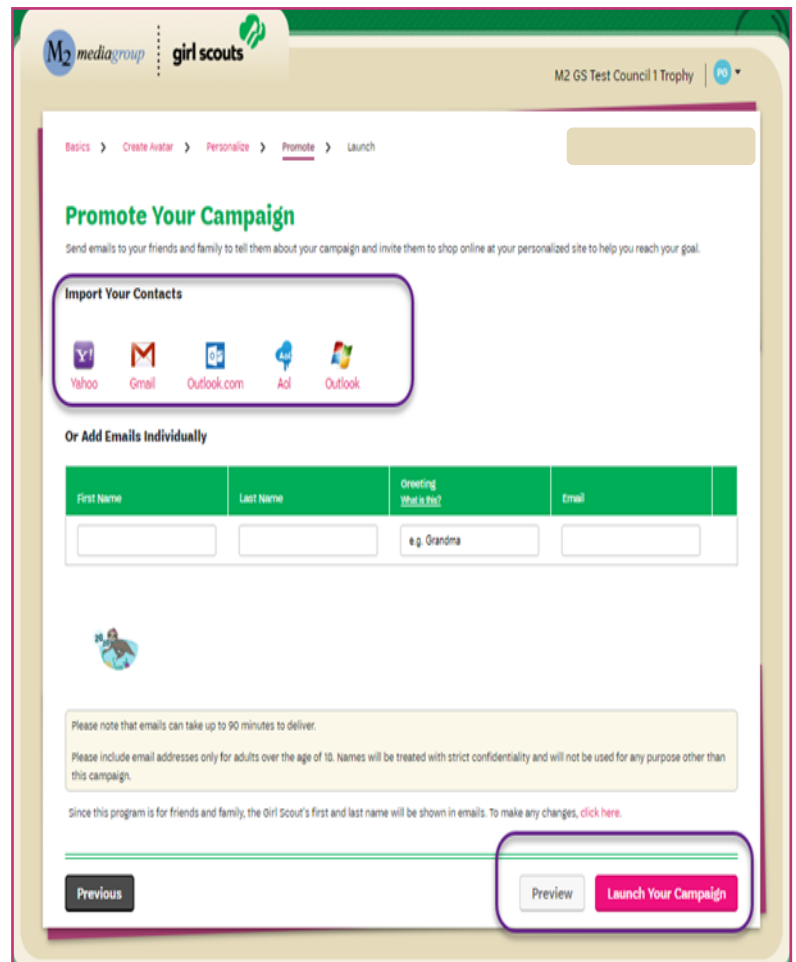 M2 mediagroup
girl scouts
M2 GS Test Council 1 Trophy
PG
Basics > Create Avatar > Personalize > Promote > Launch
Promote Your Campaign
Send emails to your friends and family to tell them about your campaign and invite them to shop online at your personalized site to help you reach your goal.
Import Your Contacts
Y!
o
Aol
Yahoo Gmail Outlook.com Aol Outlook
Or Add Emails Individually
First Name Last Name Greeting What is this? Email
e.g. Grandma
Please note that emails can take up to 90 minutes to deliver.
Please include email addresses only for adults over the age of 18. Names will be treated with strict confidentiality and will not be used for any purpose other than
this campaign.
Since this program is for friends and family, the Girl Scout's first and last name will be shown in emails. To make any changes, click here.
Previous Preview Launch Your Campaign